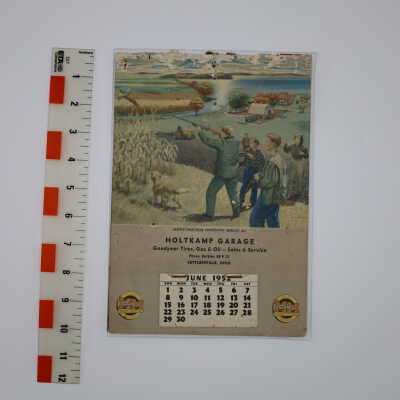 HOLTKAMP GARAGE
Goodyear Tires, Gas & Oil — Sales & Service
JUNE 1952
SUN MON TUE WED THU FRI SAT
1 2 3 4 5 6 7
8 9 10 11 12 13 14
15 16 17 18 19 20 21
22 23 24 25 26 27 28
29 30
1
2
3
4
5
6
7
8
9
10
11
12